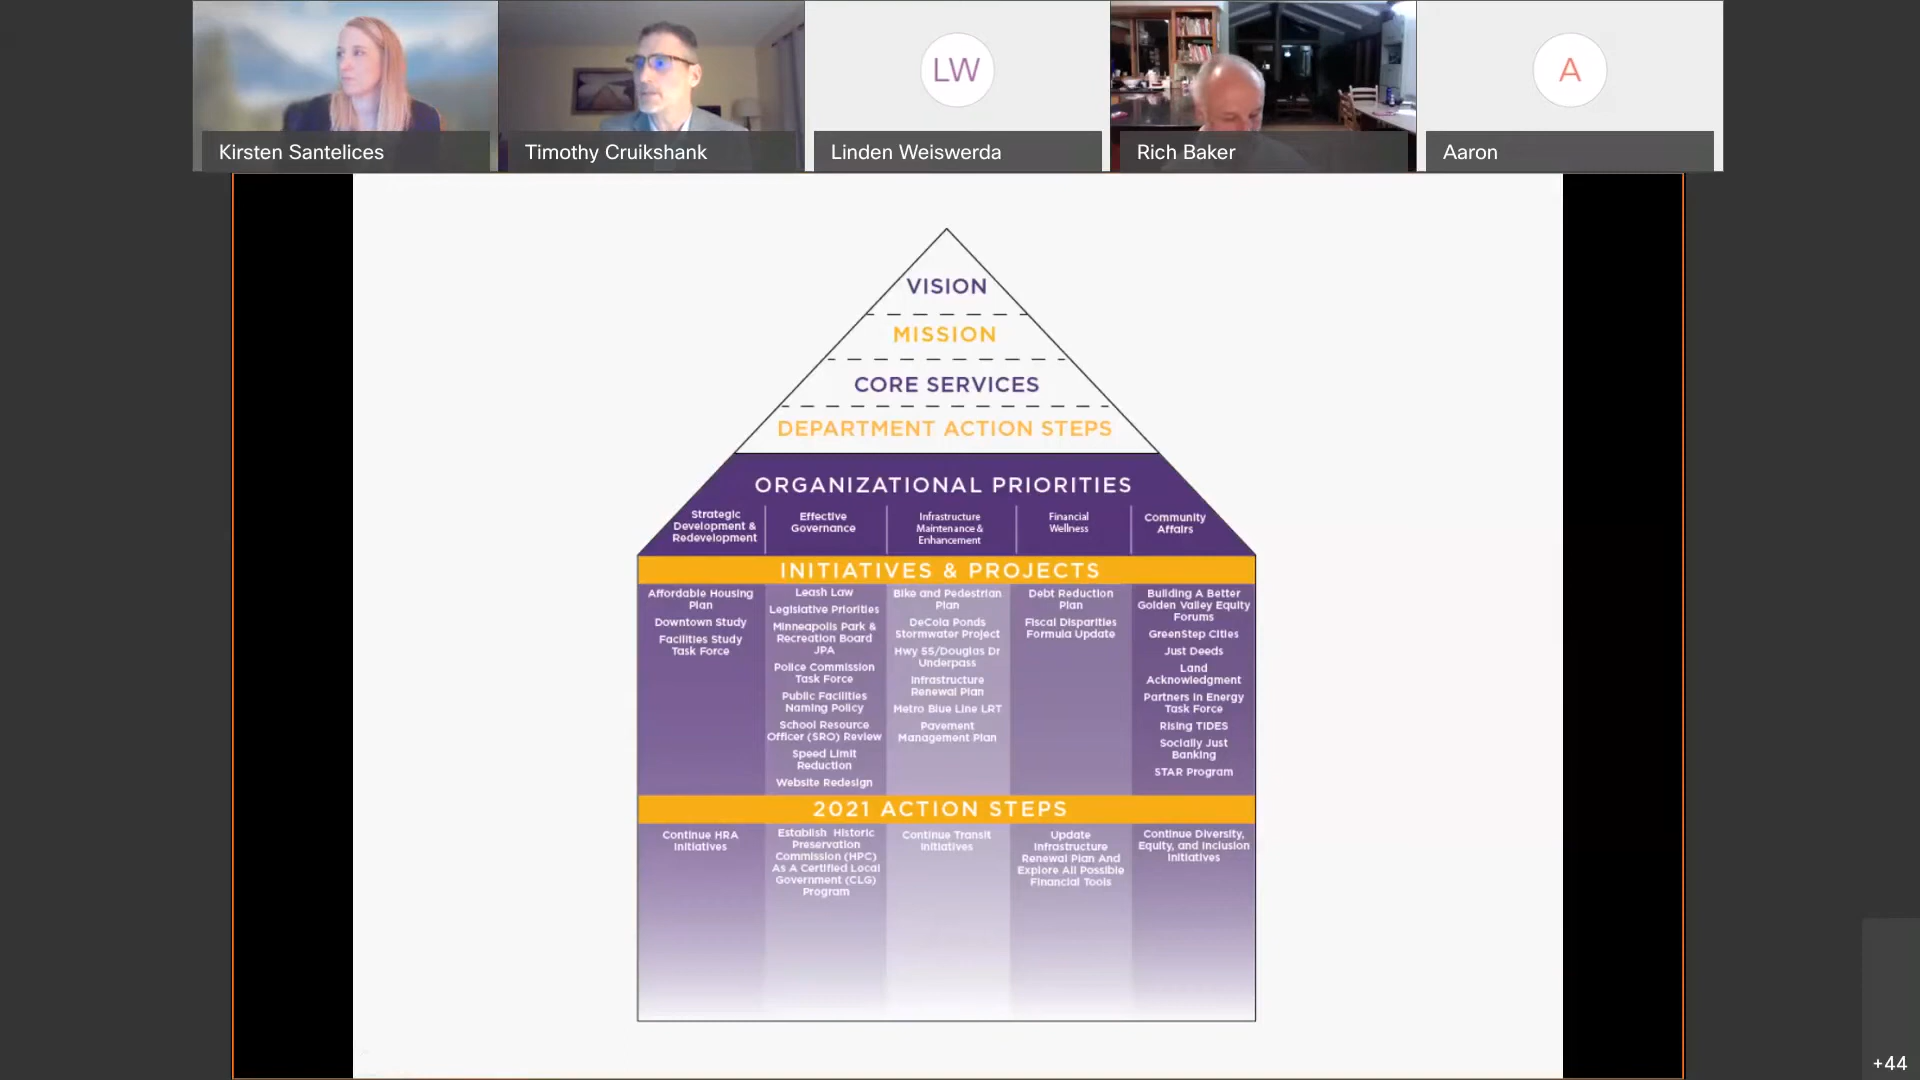 LW
A
Kirsten Santelices
Timothy Cruikshank
Linden Weiswerda
Rich Baker
Aaron
VISION
MISSION
CORE SERVICES
DEPARTMENT ACTION STEPS
ORGANIZATIONAL PRIORITIES
Strategic
Development &
Redevelopment
Effective
Governance
Infrastructure
Maintenance &
Enhancement
Financial
Wellness
Community
Affairs
INITIATIVES & PROJECTS
Affordable Housing
Plan
Downtown Study
Facilities Study
Task Force
Leash Law
Legislative Priorities
Minneapolis Park &
Recreation Board
JPA
Police Commission
Task Force
Public Facilities
Naming Policy
School Resource
Officer (SRO) Review
Speed Limit
Reduction
Website Redesign
Bike and Pedestrian
Plan
DeCola Ponds
Stormwater Project
Hwy 55/Douglas Dr
Underpass
Infrastructure
Renewal Plan
Metro Blue Line LRT
Pavement
Management Plan
Debt Reduction
Plan
Fiscal Disparities
Formula Update
Building A Better
Golden Valley Equity
Forums
GreenStep Cities
Just Deeds
Land
Acknowledgment
Partners in Energy
Task Force
Rising TIDES
Socially Just
Banking
STAR Program
2021 ACTION STEPS
Continue HRA
Initiatives
Establish Historic
Preservation
Commission (HPC)
As A Certified Local
Government (CLG)
Program
Continue Transit
Initiatives
Update
Infrastructure
Renewal Plan And
Explore All Possible
Financial Tools
Continue Diversity,
Equity, and Inclusion
Initiatives
+44